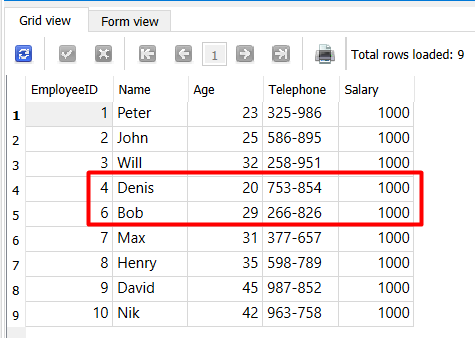 Grid view Form view
1 Total rows loaded: 9
EmployeeID Name Age Telephone Salary
1 1 Peter 23 325-986 1000
2 2 John 25 586-895 1000
3 3 Will 32 258-951 1000
4 4 Denis 20 753-854 1000
5 6 Bob 29 266-826 1000
6 7 Max 31 377-657 1000
7 8 Henry 35 598-789 1000
8 9 David 45 987-852 1000
9 10 Nik 42 963-758 1000